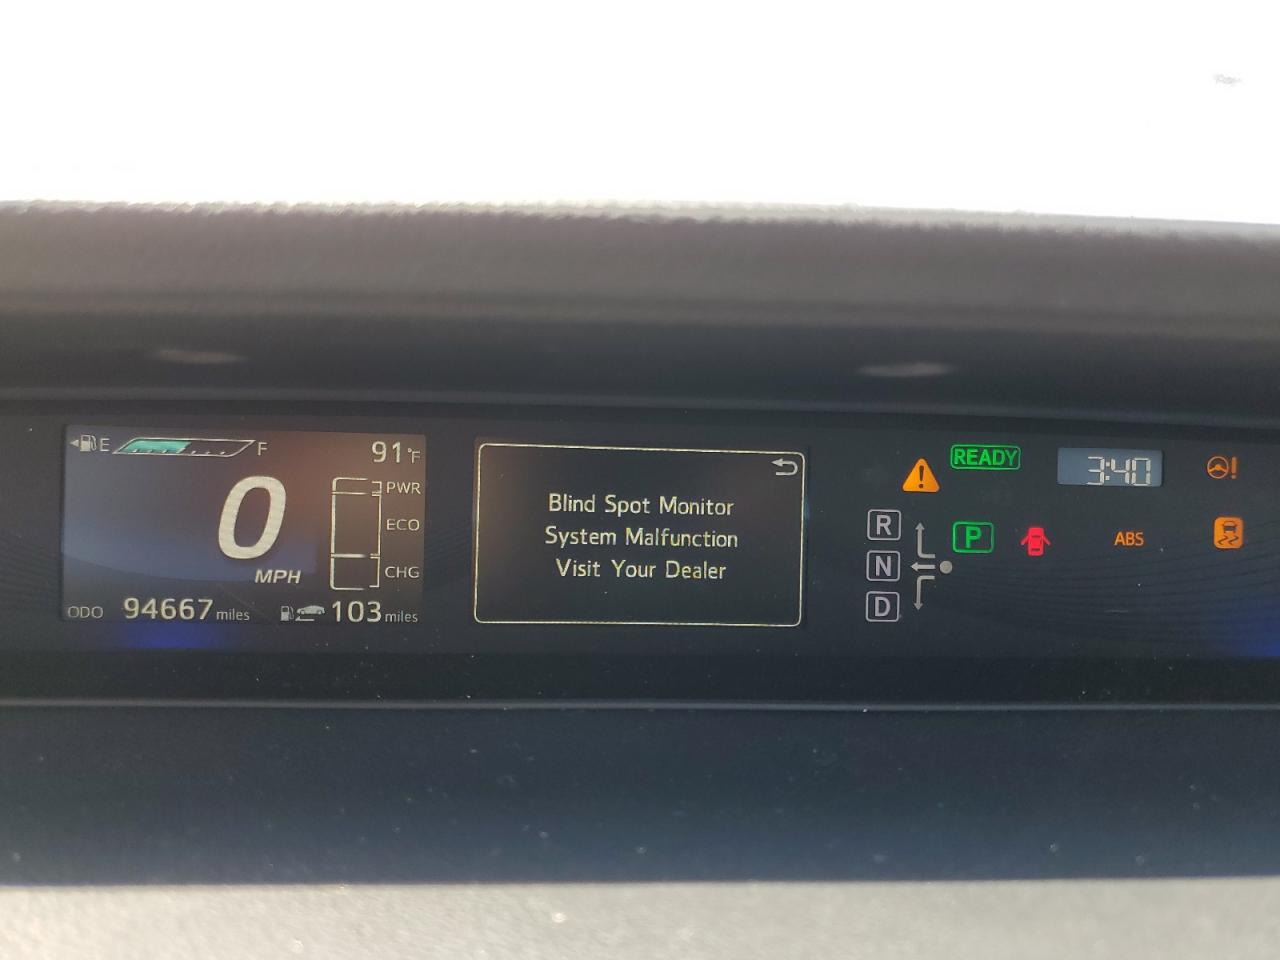 E F 91°F
0
MPH
PWR
ECO
CHG
ODO 94667 miles
103 miles
Blind Spot Monitor
System Malfunction
Visit Your Dealer
READY
3:40
!
!
R
P
ABS
N
D